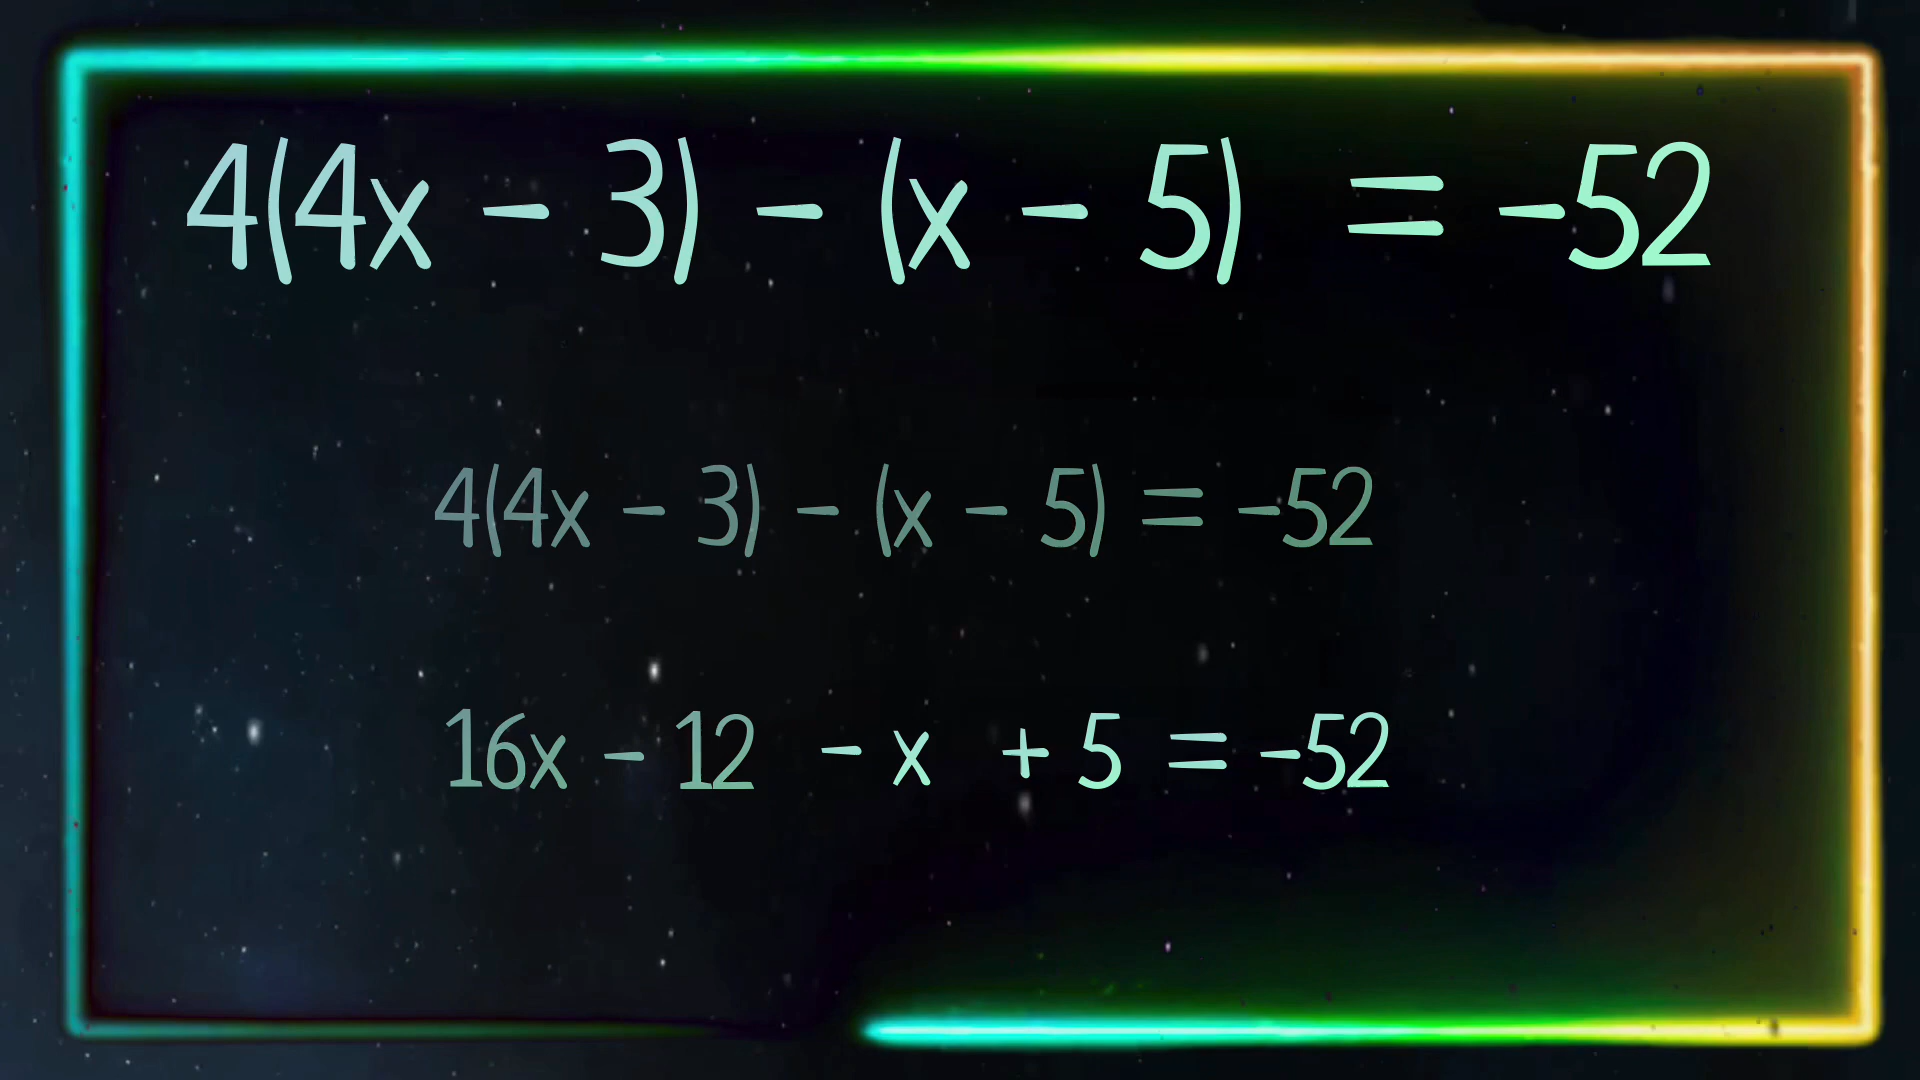 4(4x − 3) − (x − 5) = -52
4(4x − 3) − (x − 5) = -52
16x − 12 − x + 5 = -52